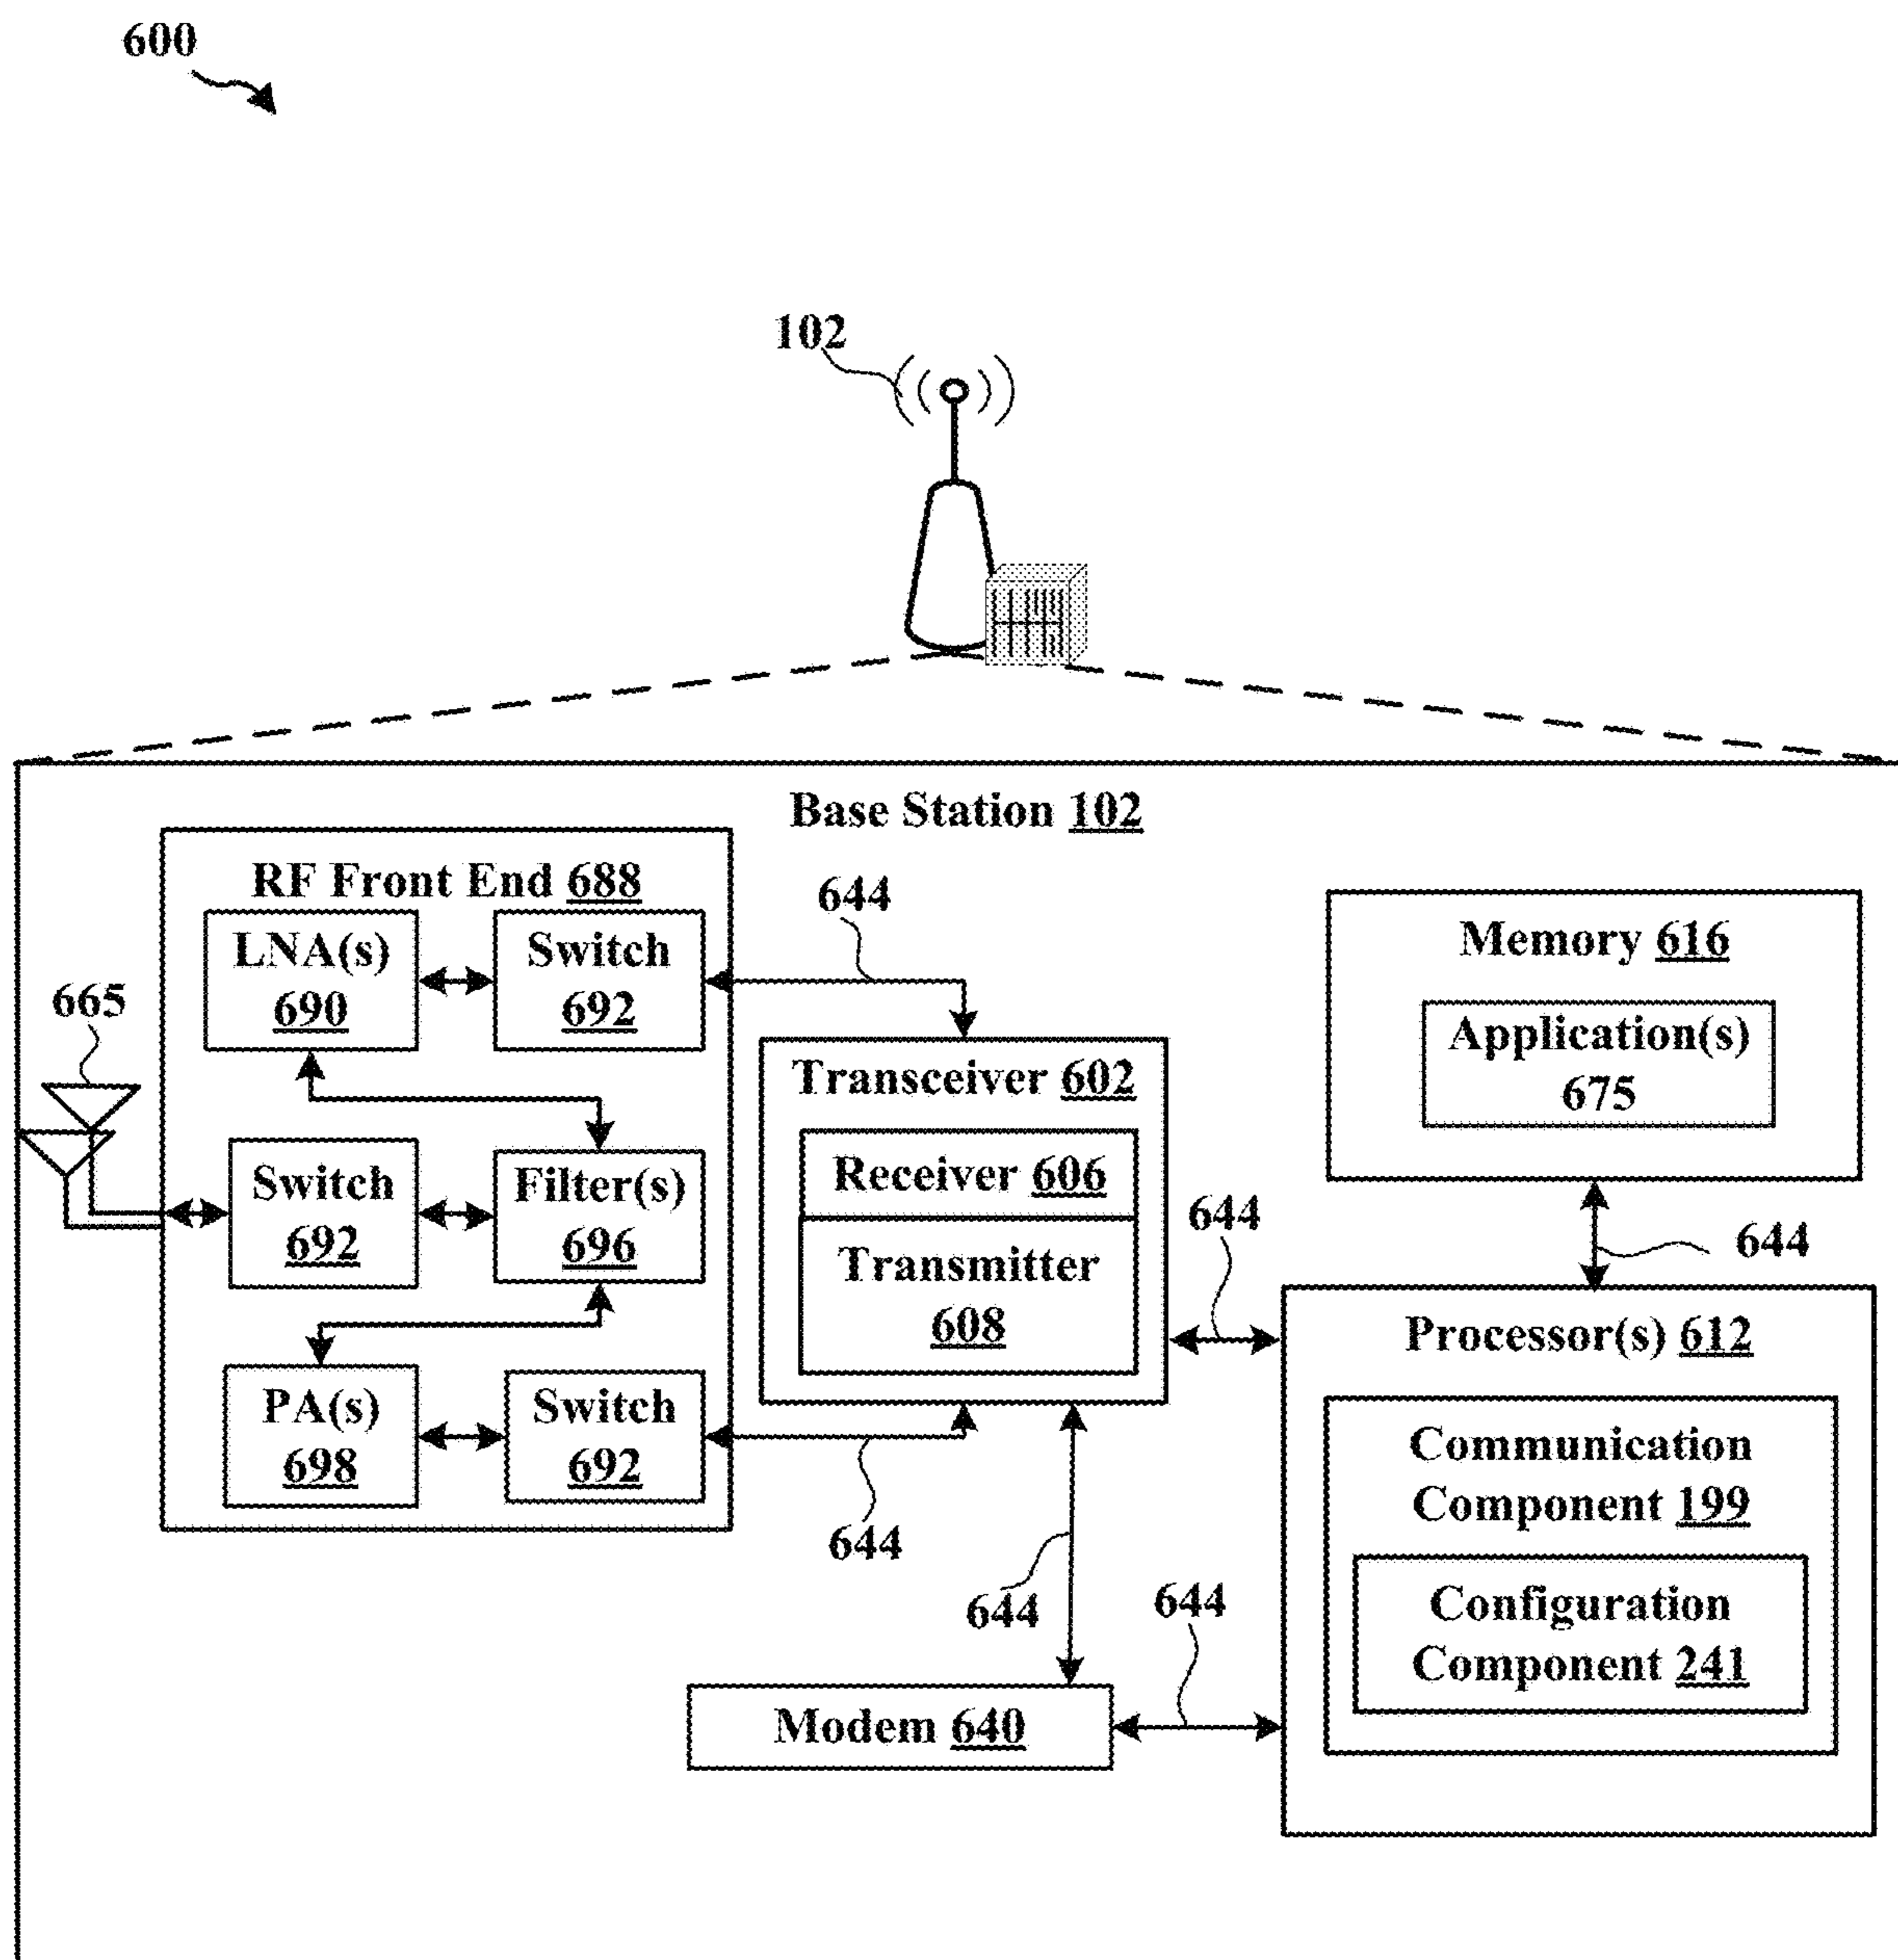 600
102
Base Station 102
RF Front End 688
LNA(s)
690
Switch
692
644
665
Switch
692
Filter(s)
696
PA(s)
698
Switch
692
644
Transceiver 602
Receiver 606
Transmitter
608
644
Memory 616
Application(s)
675
644
Processor(s) 612
Communication
Component 199
Configuration
Component 241
644
644
Modem 640